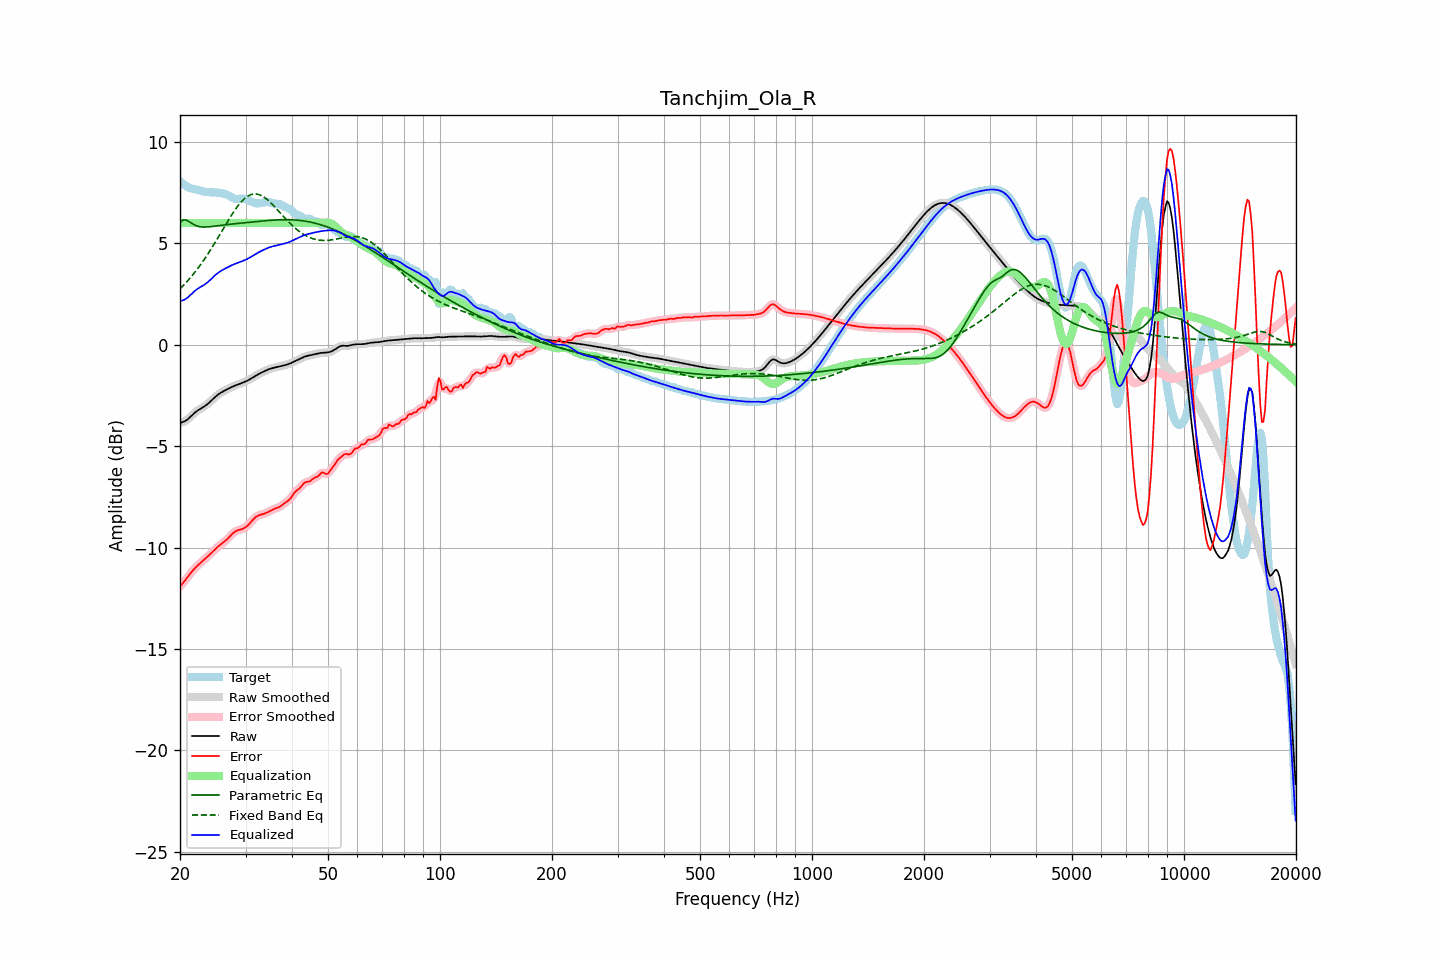 Tanchjim_Ola_R
Amplitude (dBr)
10
5
0
−5
−10
−15
−20
−25
Target
Raw Smoothed
Error Smoothed
Raw
Error
Equalization
Parametric Eq
Fixed Band Eq
Equalized
20
50
100
200
500
1000
2000
5000
10000
20000
Frequency (Hz)